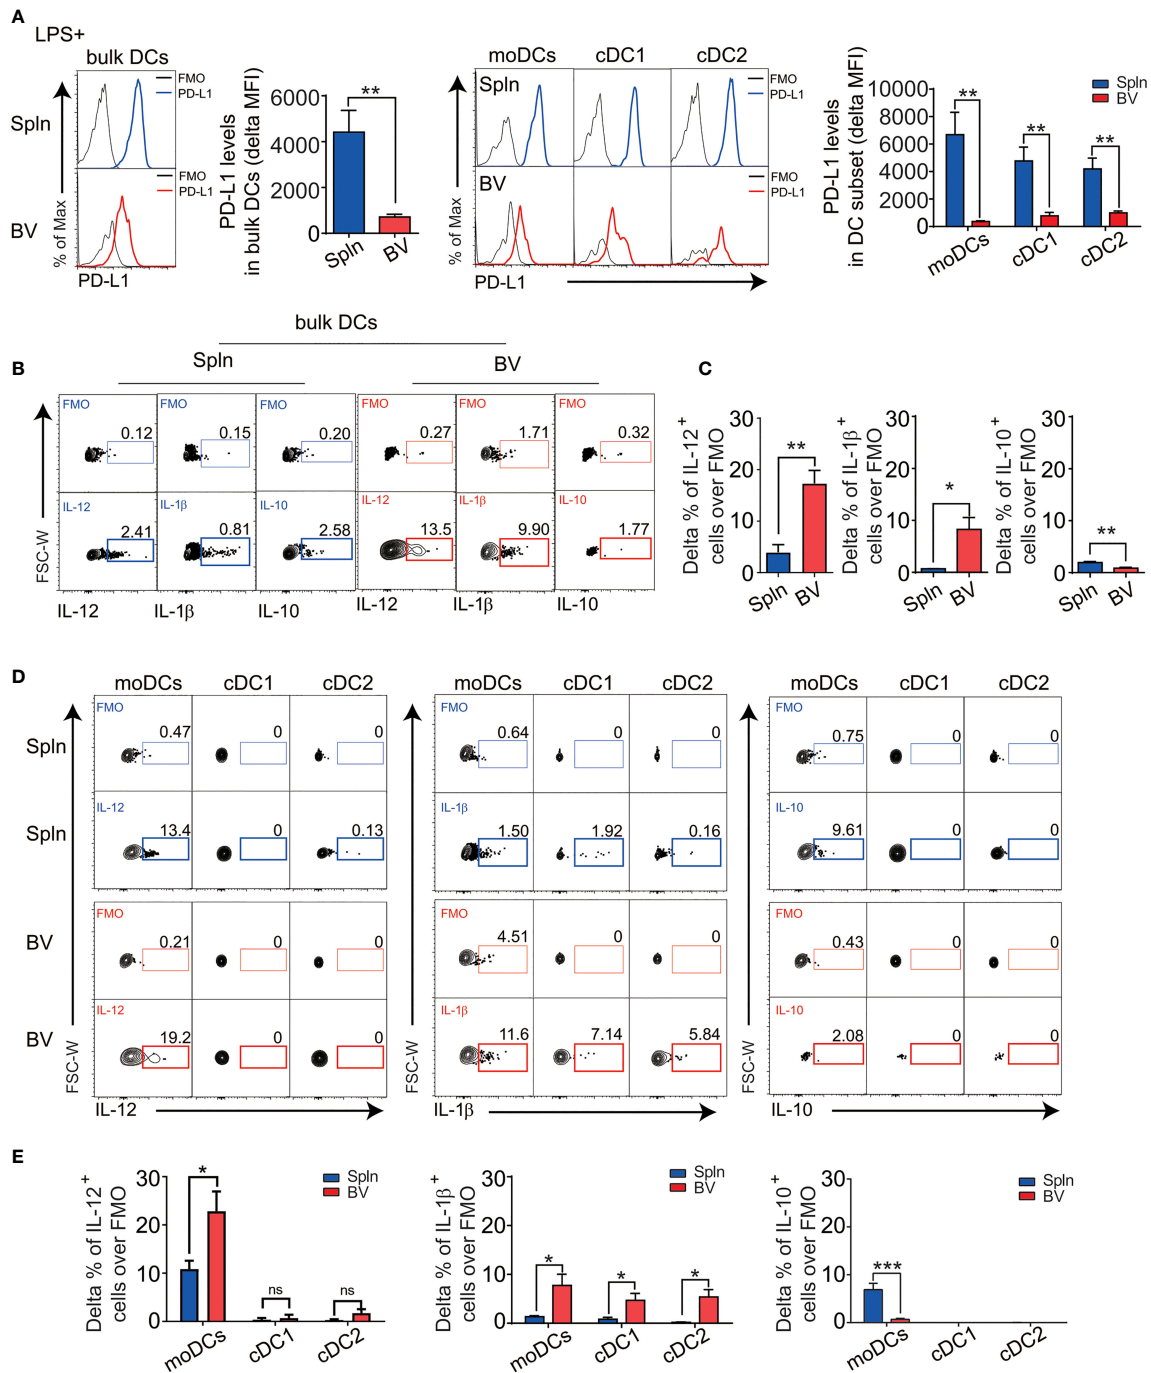 A
LPS+
bulk DCs
FMO
PD-L1
Spln
FMO
PD-L1
BV
% of Max
PD-L1
PD-L1 levels
in bulk DCs (delta MFI)
6000
4000
2000
0
**
Spln
BV
moDCs cDC1 cDC2
Spln
FMO
PD-L1
BV
FMO
PD-L1
% of Max
PD-L1
PD-L1 levels
in DC subset (delta MFI)
10000
8000
6000
4000
2000
0
** ** **
Spln
BV
moDCs cDC1 cDC2
bulk DCs
Spln BV
B
FMO FMO FMO FMO FMO FMO
0.12 0.15 0.20 0.27 1.71 0.32
IL-12 IL-1β IL-10 IL-12 IL-1β IL-10
2.41 0.81 2.58 13.5 9.90 1.77
FSC-W
IL-12 IL-1β IL-10 IL-12 IL-1β IL-10
C
Delta % of IL-12+
cells over FMO
30
20
10
0
**
Spln BV
Delta % of IL-1β+
cells over FMO
30
20
10
0
*
Spln BV
Delta % of IL-10+
cells over FMO
30
20
10
0
**
Spln BV
D
moDCs cDC1 cDC2 moDCs cDC1 cDC2 moDCs cDC1 cDC2
Spln
FMO FMO FMO
0.47 0 0 0.64 0 0 0.75 0 0
Spln
IL-12 IL-1β IL-10
13.4 0 0.13 1.50 1.92 0.16 9.61 0 0
BV
FMO FMO FMO
0.21 0 0 4.51 0 0 0.43 0 0
BV
IL-12 IL-1β IL-10
19.2 0 0 11.6 7.14 5.84 2.08 0 0
FSC-W FSC-W FSC-W
IL-12 IL-1β IL-10
E
Delta % of IL-12+
cells over FMO
30
20
10
0
* ns ns
Spln
BV
moDCs cDC1 cDC2
Delta % of IL-1β+
cells over FMO
30
20
10
0
* * *
Spln
BV
moDCs cDC1 cDC2
Delta % of IL-10+
cells over FMO
30
20
10
0
***
Spln
BV
moDCs cDC1 cDC2